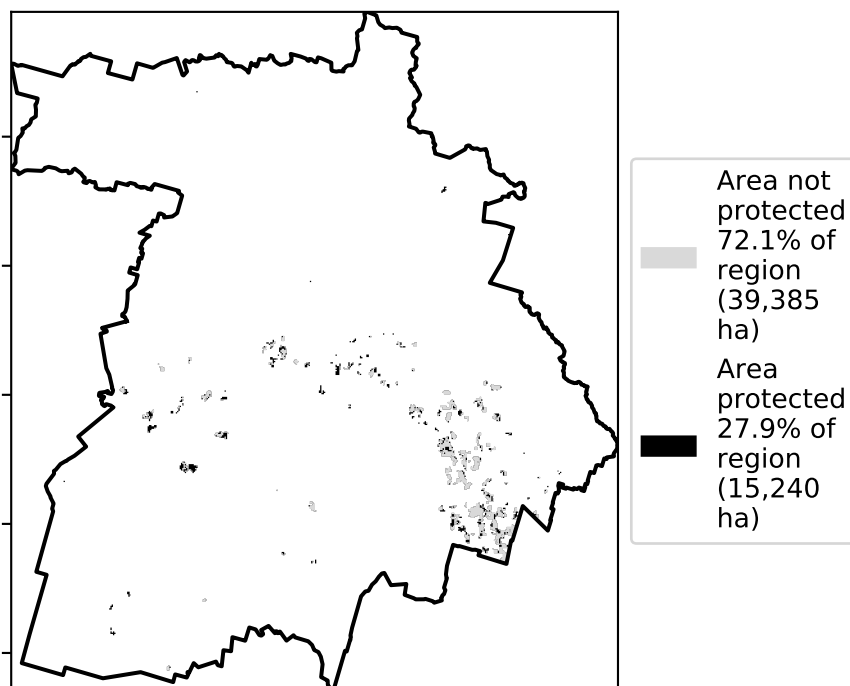 Area not
protected
72.1% of
region
(39,385
ha)
Area
protected
27.9% of
region
(15,240
ha)